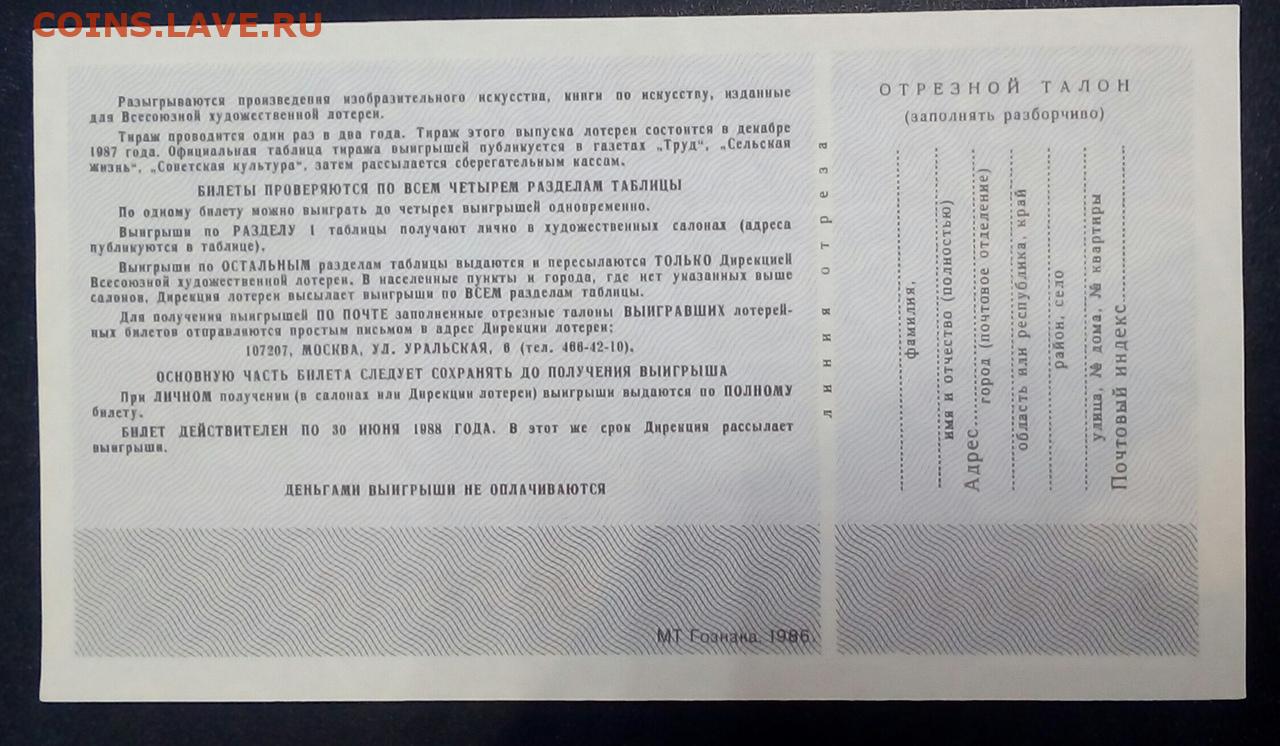 COINS.LAVE.RU
Разыгрываются произведения изобразительного искусства, книги по искусству, изданные
для Всесоюзной художественной лотереи.
Тираж проводится один раз в два года. Тираж этого выпуска лотереи состоится в декабре
1987 года. Официальная таблица тиража выигрышей публикуется в газетах „Труд“, „Сельская
жизнь“, „Советская культура“, затем рассылается сберегательным кассам.
БИЛЕТЫ ПРОВЕРЯЮТСЯ ПО ВСЕМ ЧЕТЫРЕМ РАЗДЕЛАМ ТАБЛИЦЫ
По одному билету можно выиграть до четырех выигрышей одновременно.
Выигрыши по РАЗДЕЛУ I таблицы получают лично в художественных салонах (адреса
публикуются в таблице).
Выигрыши по ОСТАЛЬНЫМ разделам таблицы выдаются и пересылаются ТОЛЬКО Дирекцией
Всесоюзной художественной лотереи. В населенные пункты и города, где нет указанных выше
салонов, Дирекция лотереи высылает выигрыши по ВСЕМ разделам таблицы.
Для получения выигрышей ПО ПОЧТЕ заполненные отрезные талоны ВЫИГРАВШИХ лотерей-
ных билетов отправляются простым письмом в адрес Дирекции лотереи:
107207, МОСКВА, УЛ. УРАЛЬСКАЯ, 6 (тел. 466-42-10).
ОСНОВНУЮ ЧАСТЬ БИЛЕТА СЛЕДУЕТ СОХРАНЯТЬ ДО ПОЛУЧЕНИЯ ВЫИГРЫША
При ЛИЧНОМ получении (в салонах или Дирекции лотереи) выигрыши выдаются по ПОЛНОМУ
билету.
БИЛЕТ ДЕЙСТВИТЕЛЕН ПО 30 ИЮНЯ 1988 ГОДА. В этот же срок Дирекция рассылает
выигрыши.
ДЕНЬГАМИ ВЫИГРЫШИ НЕ ОПЛАЧИВАЮТСЯ
МТ Гознака. 1986.
линия отреза
ОТРЕЗНОЙ ТАЛОН
(заполнять разборчиво)
фамилия,
имя и отчество (полностью)
Адрес
город (почтовое отделение)
область или республика, край
район, село
улица, № дома, № квартиры
Почтовый индекс